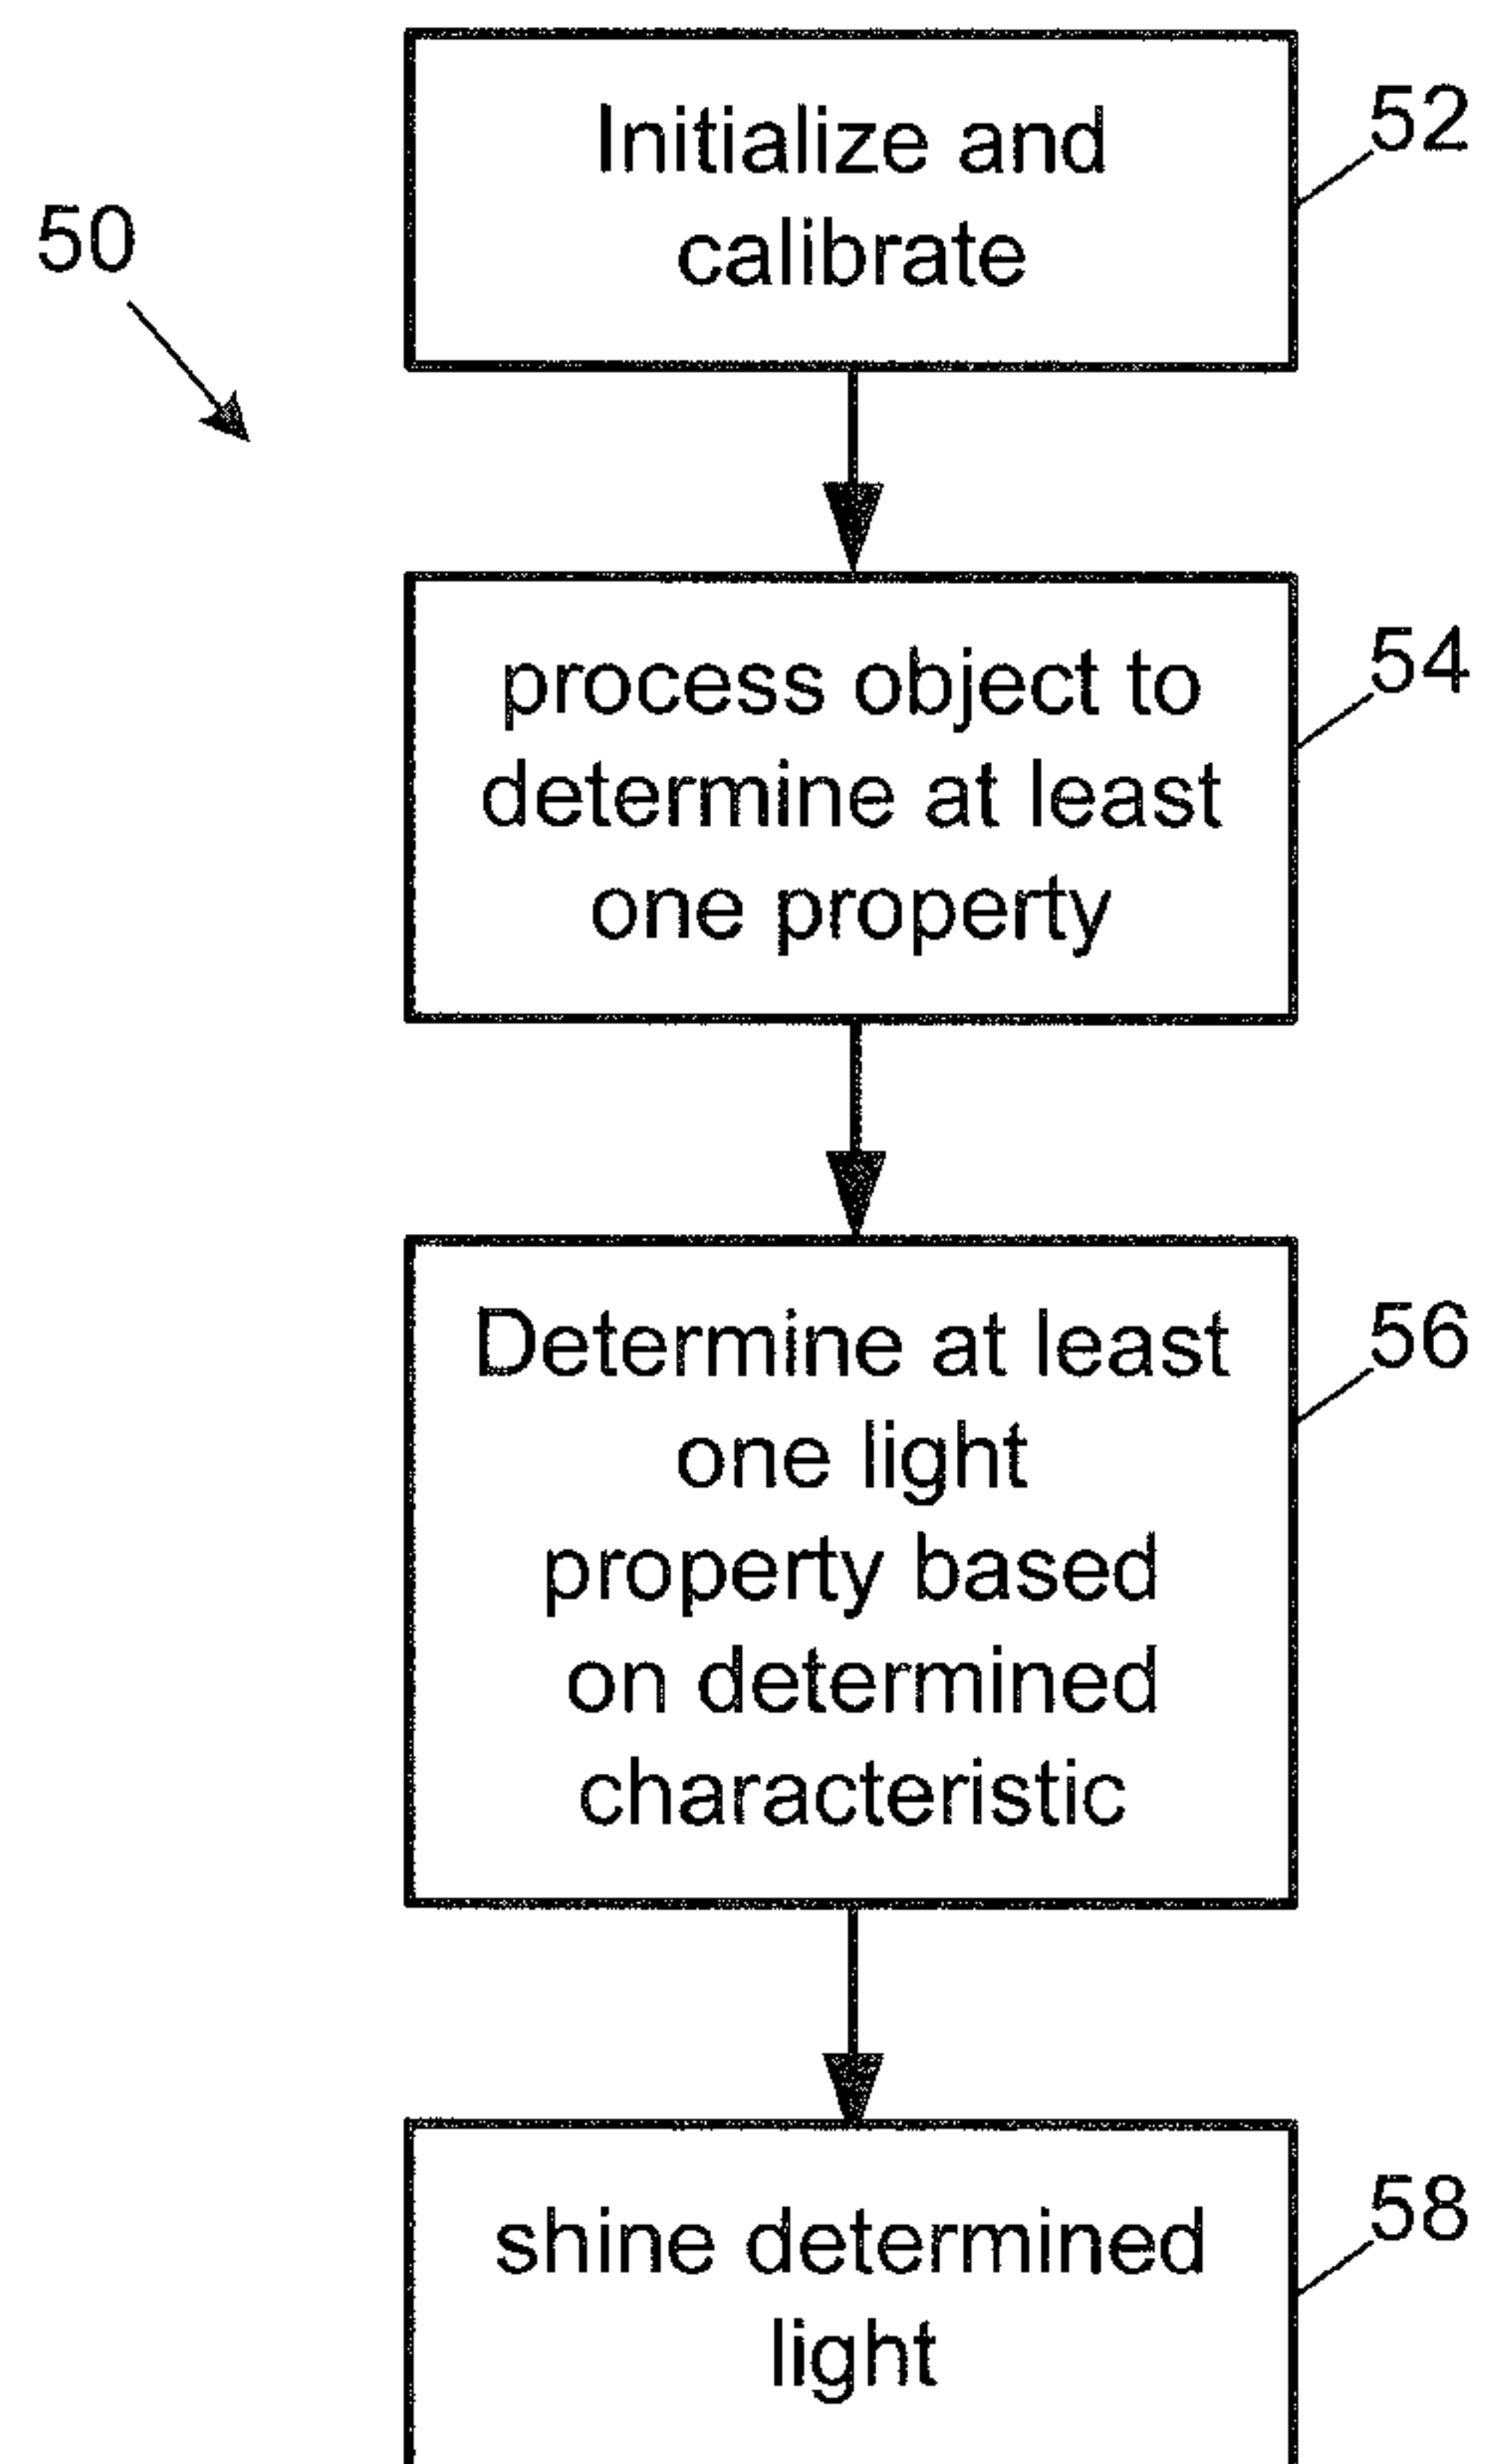 50
Initialize and
calibrate
52
process object to
determine at least
one property
54
Determine at least
one light
property based
on determined
characteristic
56
shine determined
light
58